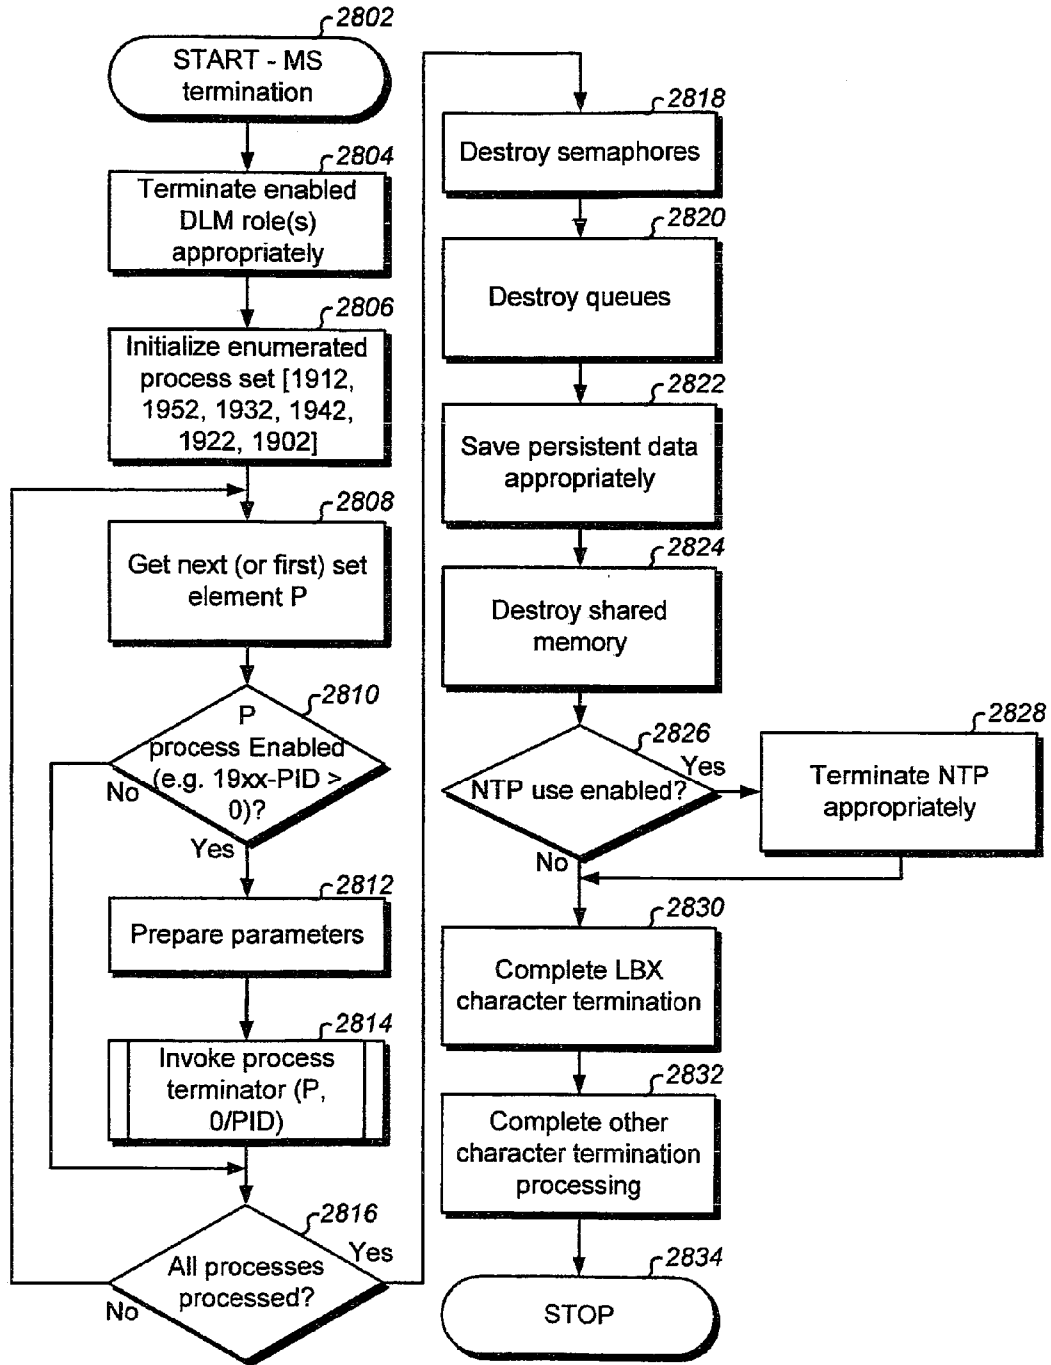 2802
START - MS
termination
2804
Terminate enabled
DLM role(s)
appropriately
2806
Initialize enumerated
process set [1912,
1952, 1932, 1942,
1922, 1902]
2808
Get next (or first) set
element P
2810
P
process Enabled
(e.g. 19xx-PID >
0)?
No
Yes
2812
Prepare parameters
2814
Invoke process
terminator (P,
0/PID)
2816
All processes
processed?
Yes
No
2818
Destroy semaphores
2820
Destroy queues
2822
Save persistent data
appropriately
2824
Destroy shared
memory
2826
NTP use enabled?
Yes
No
2828
Terminate NTP
appropriately
2830
Complete LBX
character termination
2832
Complete other
character termination
processing
2834
STOP